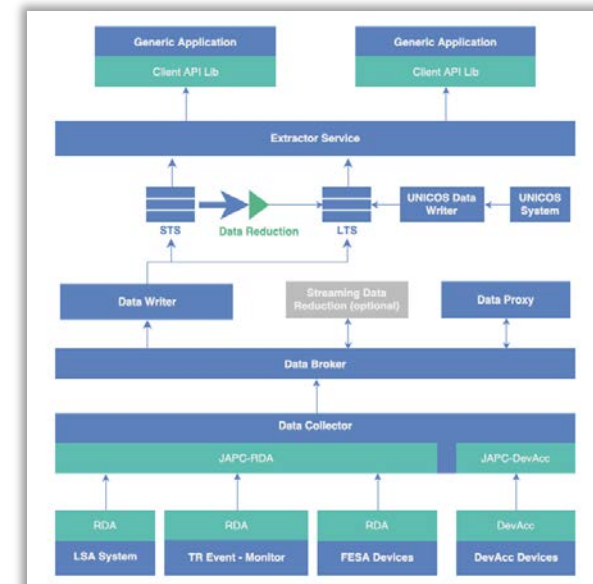 Generic Application
Generic Application
Client API Lib
Client API Lib
Extractor Service
UNICOS Data
Writer
UNICOS
System
STS
Data Reduction
LTS
Data Writer
Streaming Data
Reduction (optional)
Data Proxy
Data Broker
Data Collector
JAPC-RDA
JAPC-DevAcc
RDA
RDA
RDA
DevAcc
LSA System
TR Event - Monitor
FESA Devices
DevAcc Devices